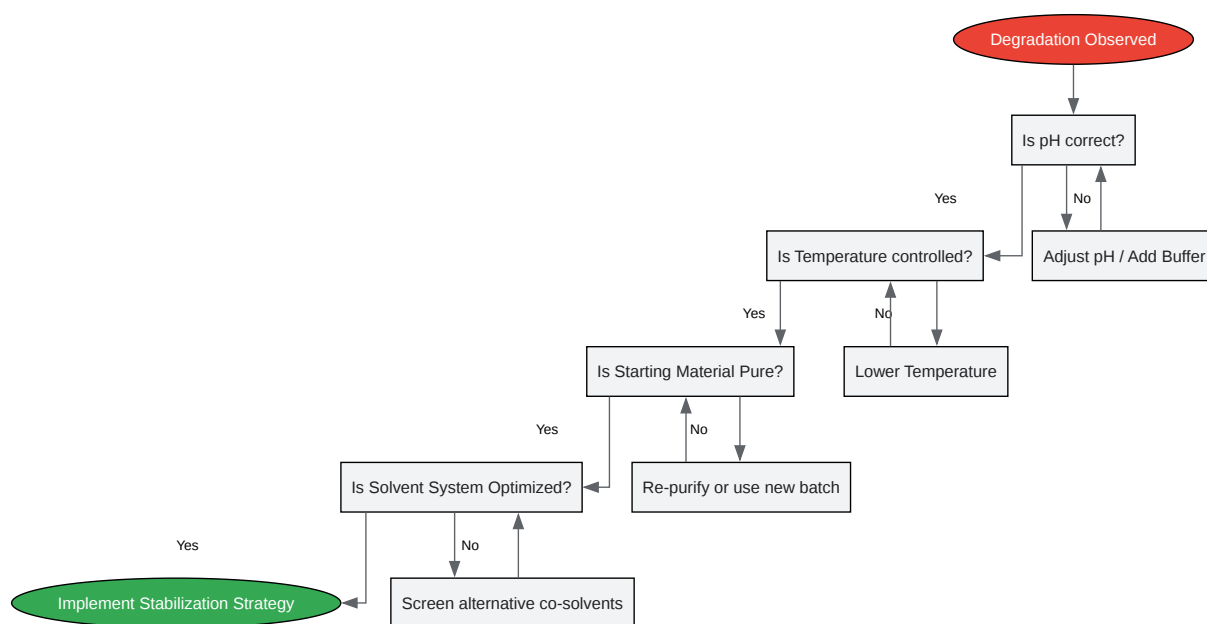 Degradation Observed
Is pH correct?
Yes
No
Is Temperature controlled?
Adjust pH / Add Buffer
Yes
No
Is Starting Material Pure?
Lower Temperature
Yes
No
Is Solvent System Optimized?
Re-purify or use new batch
Yes
No
Implement Stabilization Strategy
Screen alternative co-solvents